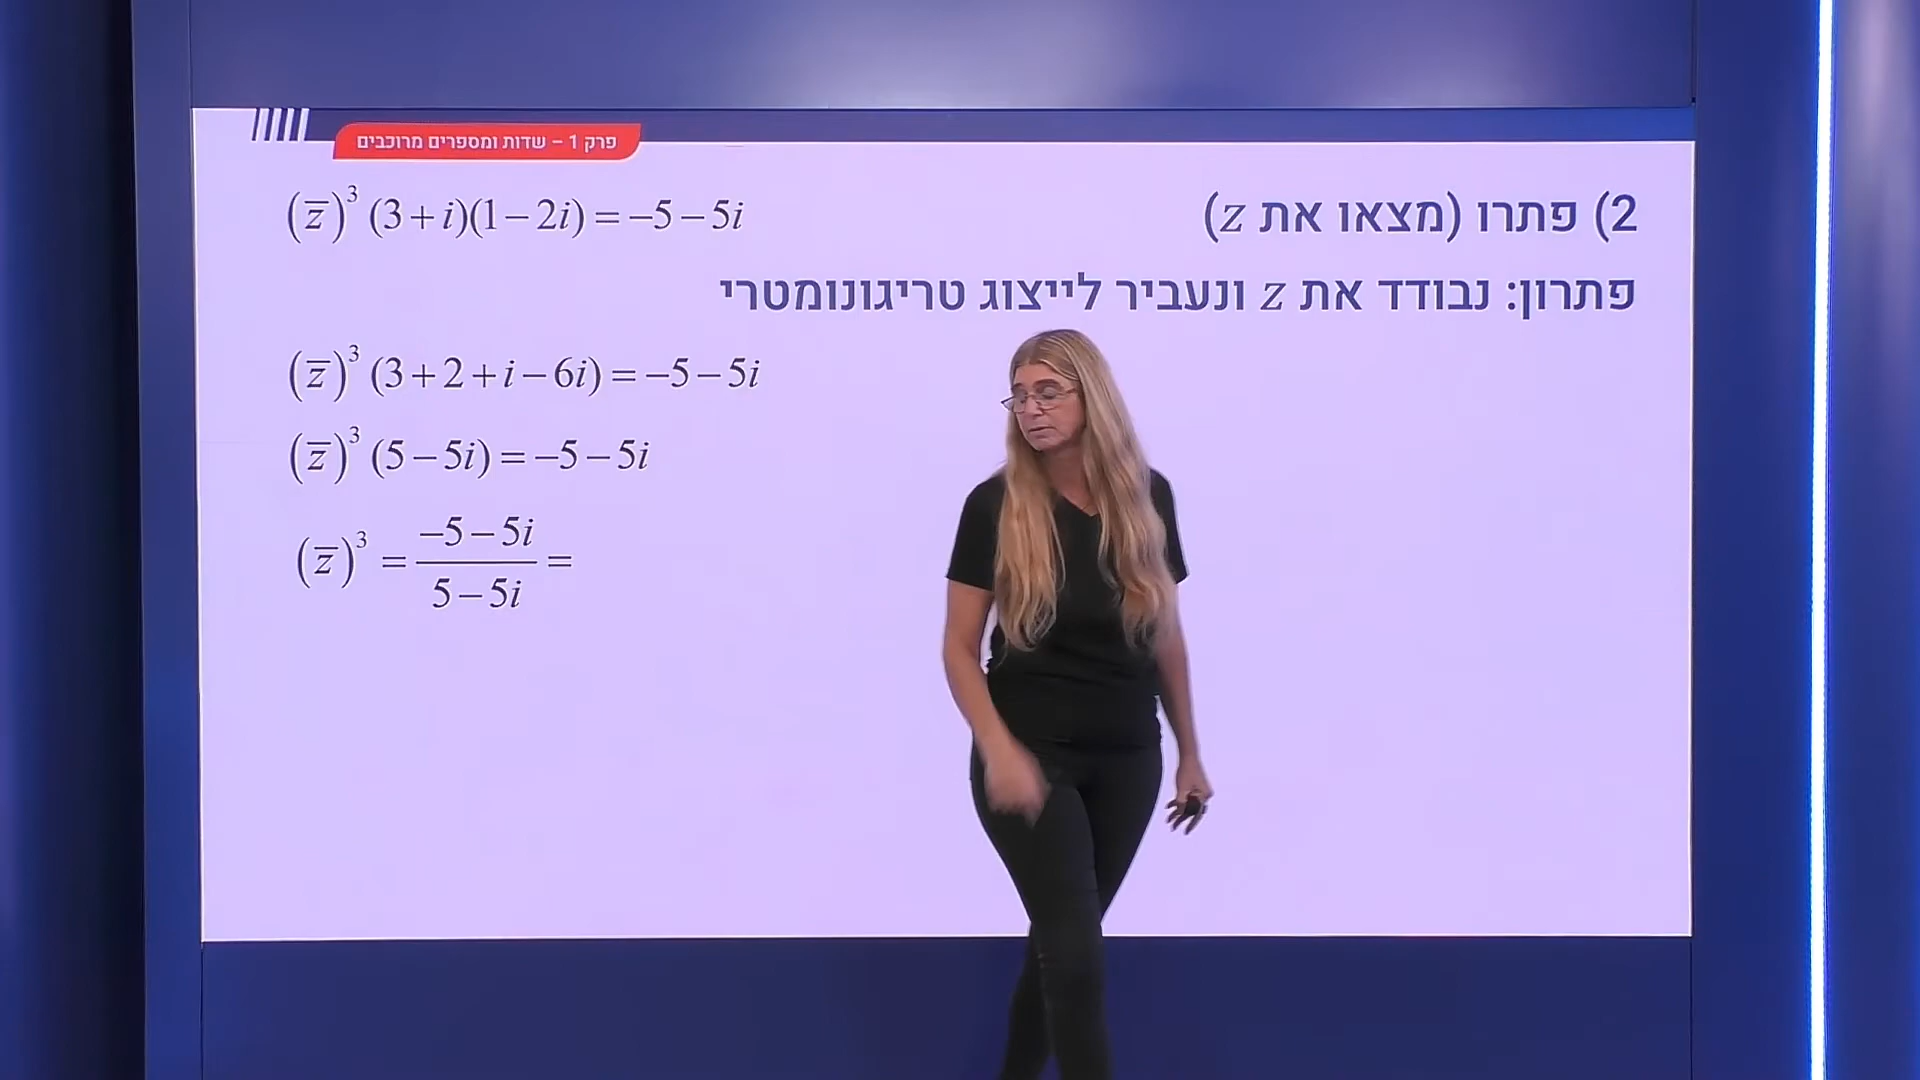 פרק 1 – שדות ומספרים מרוכבים
2) פתרו (מצאו את z) (z̅)³ (3+i)(1−2i) = −5−5i
פתרון: נבודד את z ונעביר לייצוג טריגונומטרי
(z̅)³ (3+2+i−6i) = −5−5i
(z̅)³ (5−5i) = −5−5i
(z̅)³ = \frac{−5−5i}{5−5i} =